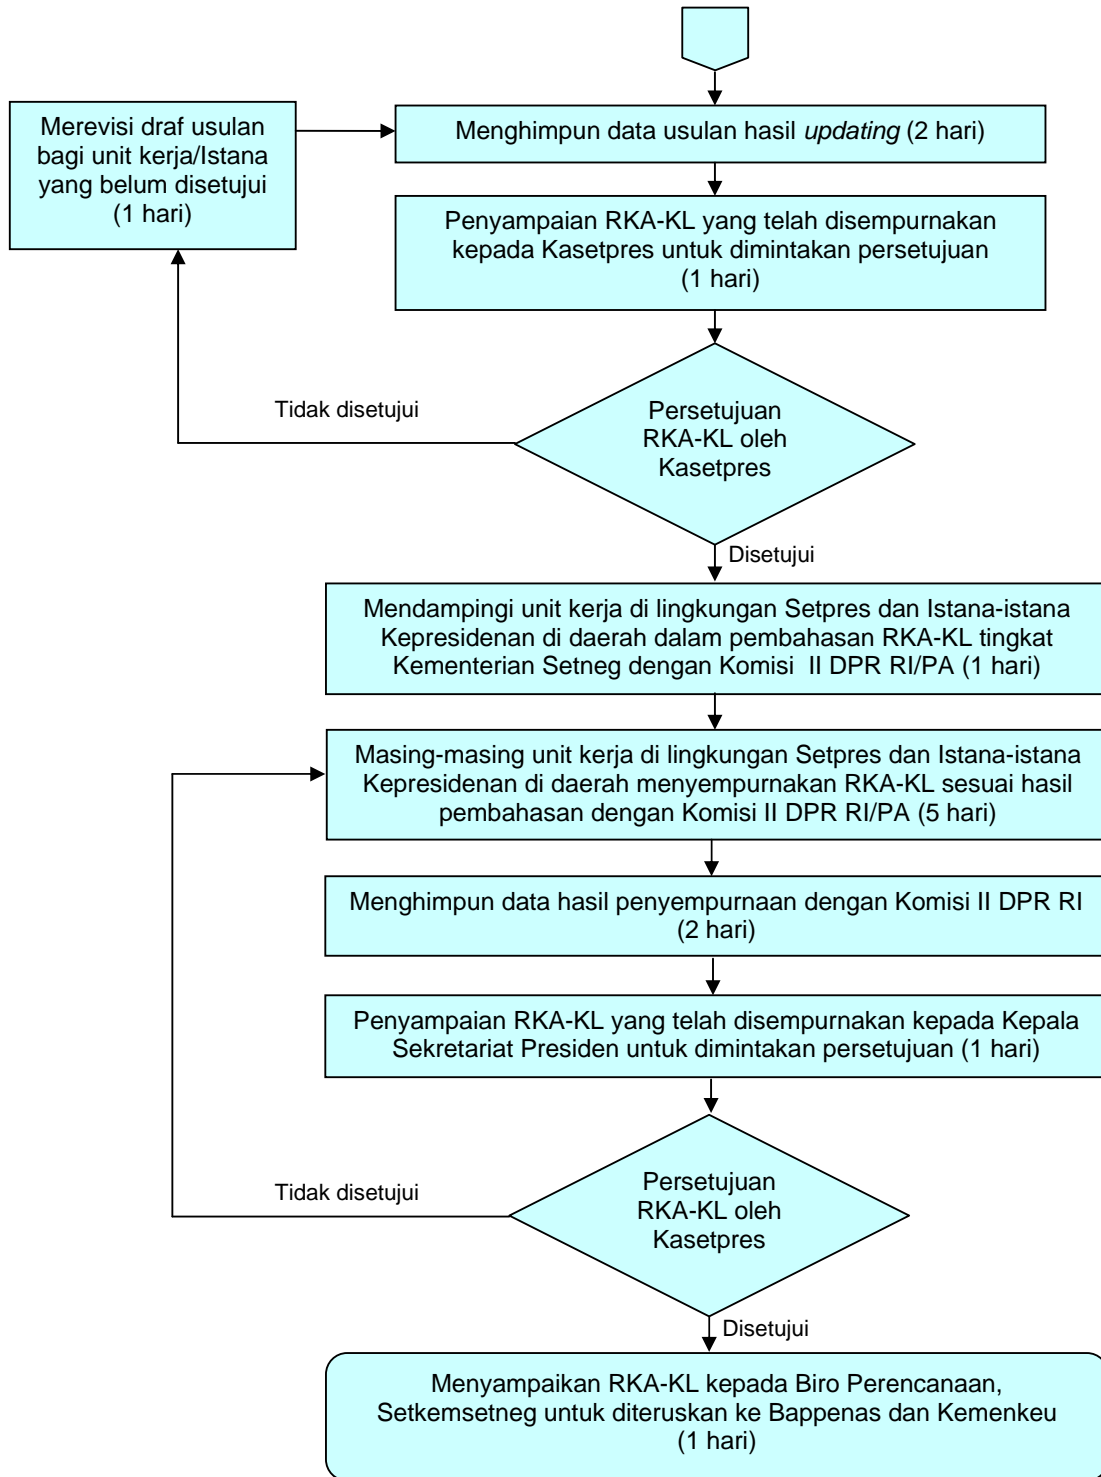 Merevisi draf usulan
bagi unit kerja/Istana
yang belum disetujui
(1 hari)
Menghimpun data usulan hasil updating (2 hari)
Penyampaian RKA-KL yang telah disempurnakan
kepada Kasetpres untuk dimintakan persetujuan
(1 hari)
Tidak disetujui
Persetujuan
RKA-KL oleh
Kasetpres
Disetujui
Mendampingi unit kerja di lingkungan Setpres dan Istana-istana
Kepresidenan di daerah dalam pembahasan RKA-KL tingkat
Kementerian Setneg dengan Komisi II DPR RI/PA (1 hari)
Masing-masing unit kerja di lingkungan Setpres dan Istana-istana
Kepresidenan di daerah menyempurnakan RKA-KL sesuai hasil
pembahasan dengan Komisi II DPR RI/PA (5 hari)
Menghimpun data hasil penyempurnaan dengan Komisi II DPR RI
(2 hari)
Penyampaian RKA-KL yang telah disempurnakan kepada Kepala
Sekretariat Presiden untuk dimintakan persetujuan (1 hari)
Tidak disetujui
Persetujuan
RKA-KL oleh
Kasetpres
Disetujui
Menyampaikan RKA-KL kepada Biro Perencanaan,
Setkemsetneg untuk diteruskan ke Bappenas dan Kemenkeu
(1 hari)